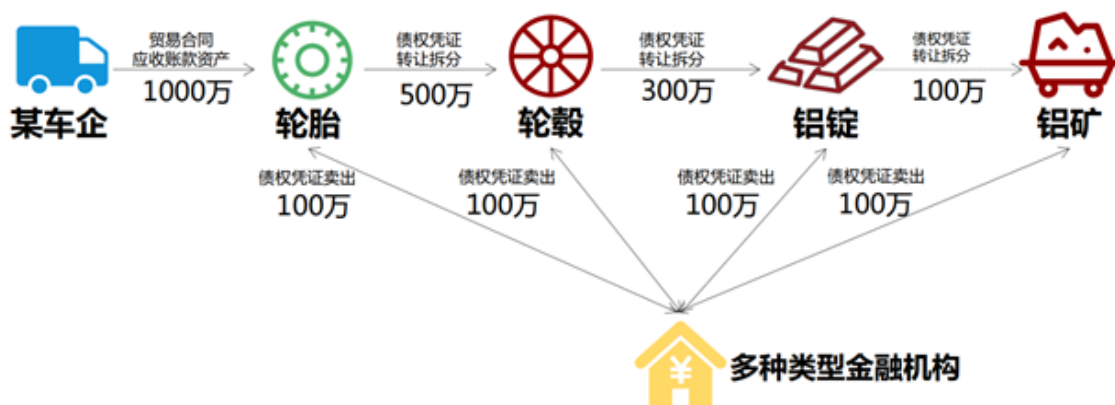 贸易合同
应收账款资产
1000万
债权凭证
转让拆分
500万
债权凭证
转让拆分
300万
债权凭证
转让拆分
100万
某车企
轮胎
轮毂
铝锭
铝矿
债权凭证卖出
100万
债权凭证卖出
100万
债权凭证卖出
100万
债权凭证卖出
100万
¥
多种类型金融机构